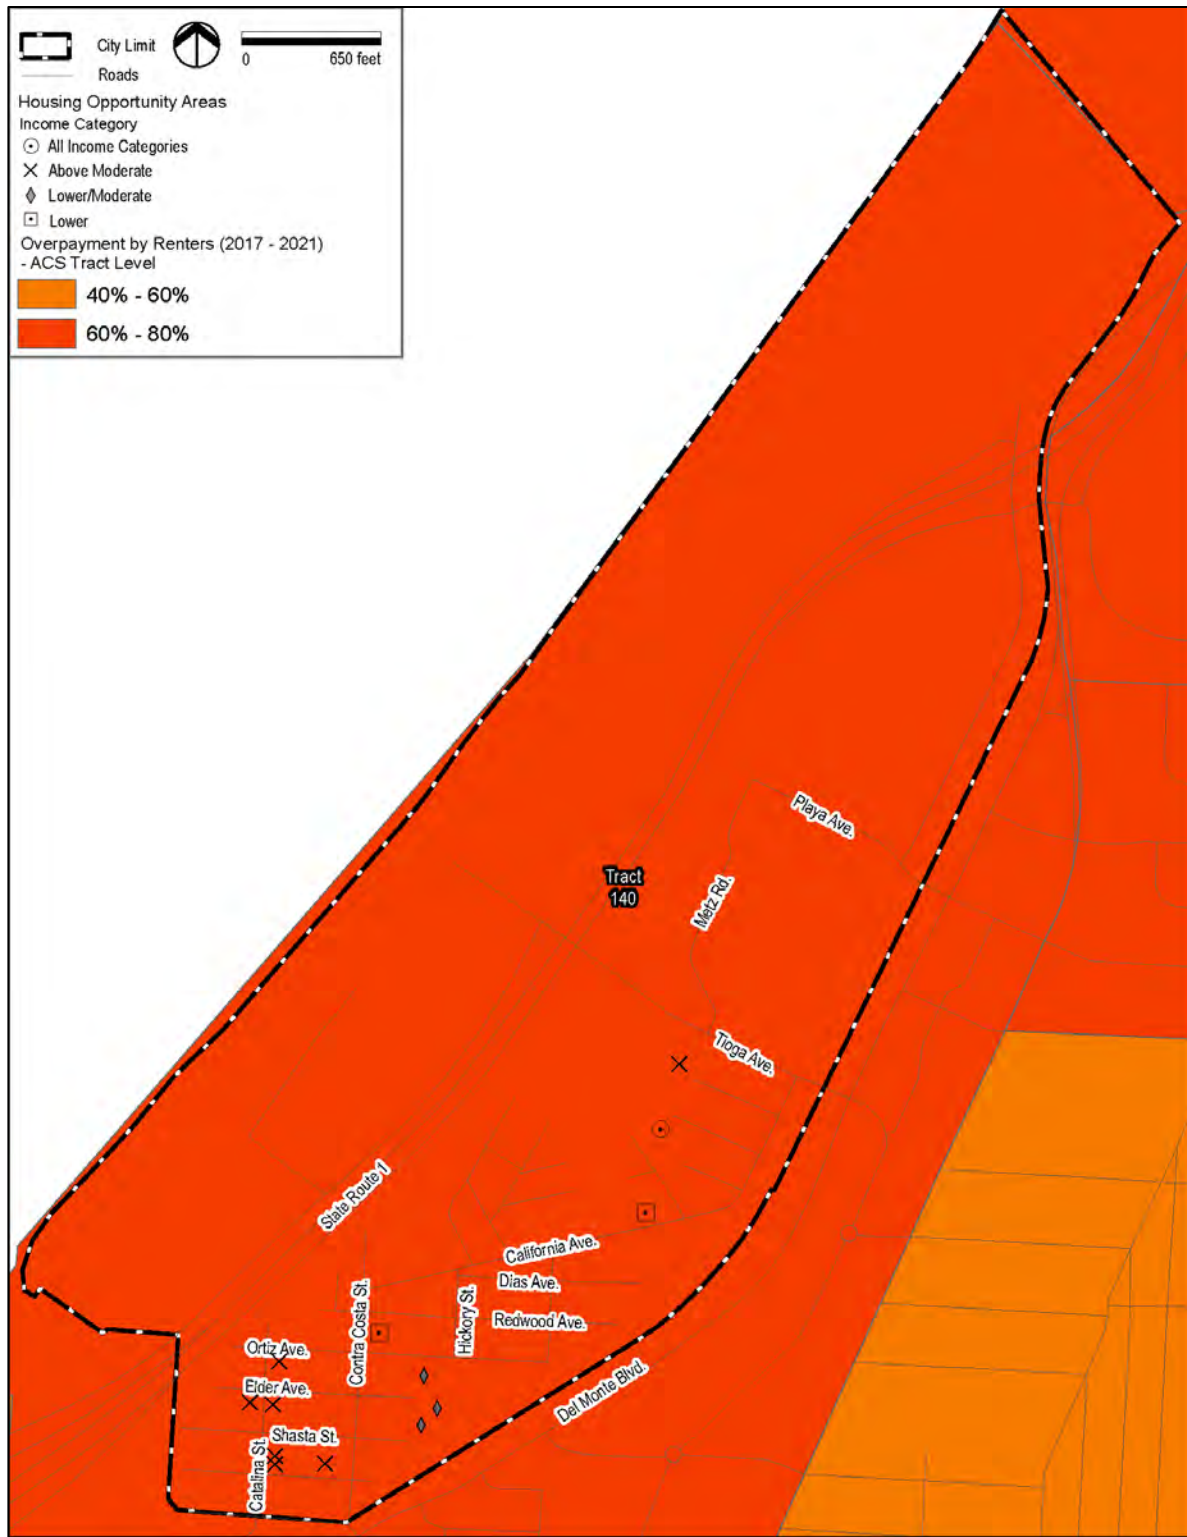 City Limit
0 650 feet
Roads
Housing Opportunity Areas
Income Category
All Income Categories
Above Moderate
Lower/Moderate
Lower
Overpayment by Renters (2017 - 2021)
- ACS Tract Level
40% - 60%
60% - 80%
Playa Ave.
Tract
140
Metz Rd.
Tioga Ave.
State Route 1
California Ave.
Dias Ave.
Redwood Ave.
Hickory St.
Contra Costa St.
Ortiz Ave.
Elder Ave.
Del Monte Blvd.
Shasta St.
Catalina St.